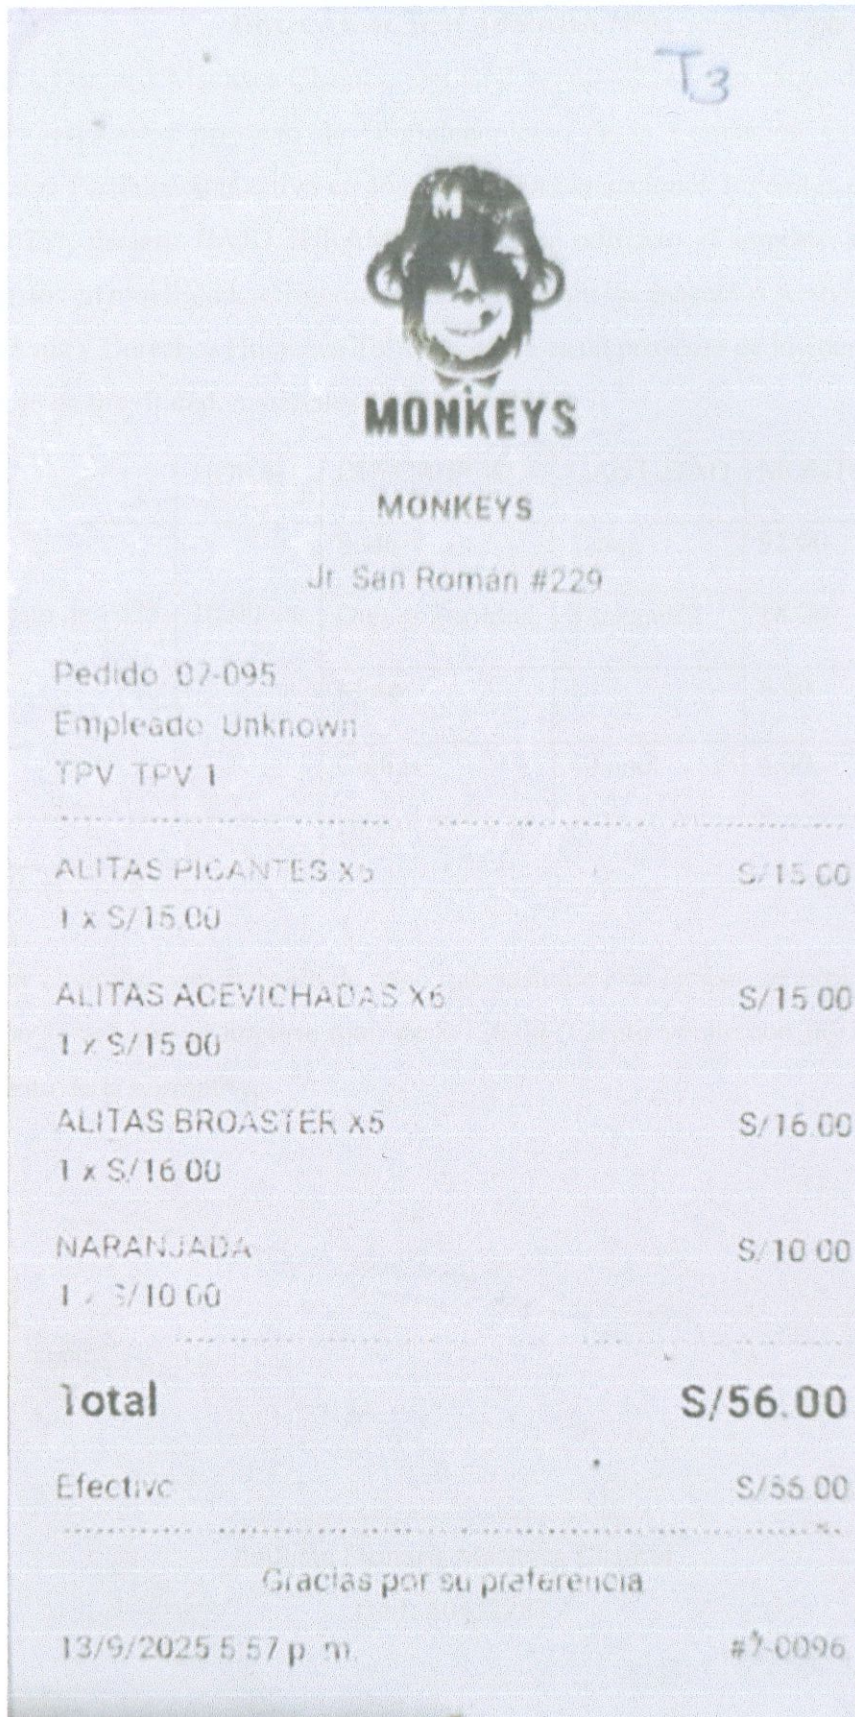 T3
M
MONKEYS
MONKEYS
Jr. San Román #229
Pedido 07-095
Empleado Unknown
TPV TPV 1
ALITAS PICANTES X5 S/15.00
1 x S/15.00
ALITAS ACEVICHADAS X6 S/15.00
1 x S/15.00
ALITAS BROASTER X5 S/16.00
1 x S/16.00
NARANJADA S/10.00
1 x S/10.00
Total S/56.00
Efectivo S/56.00
Gracias por su preferencia
13/9/2025 5:57 p. m. #7-0096